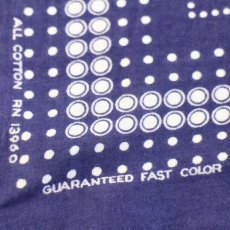 ALL COTTON RN 13960
GUARANTEED FAST COLOR